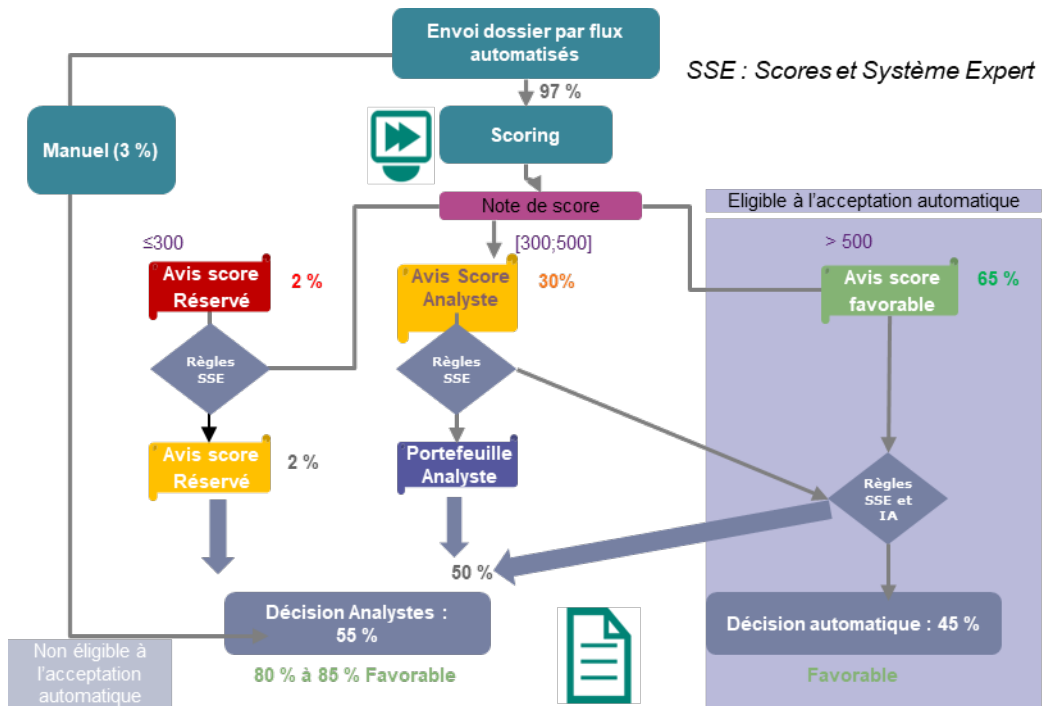 Envoi dossier par flux
automatisés
SSE : Scores et Système Expert
97 %
Manuel (3 %)
Scoring
Note de score
Eligible à l'acceptation automatique
≤300
[300;500]
> 500
Avis score
Réservé
2 %
Avis Score
Analyste
30%
Avis score
favorable
65 %
Règles
SSE
Règles
SSE
Avis score
Réservé
2 %
Portefeuille
Analyste
Règles
SSE et
IA
50 %
Décision Analystes :
55 %
Décision automatique : 45 %
Non éligible à
l'acceptation
automatique
80 % à 85 % Favorable
Favorable